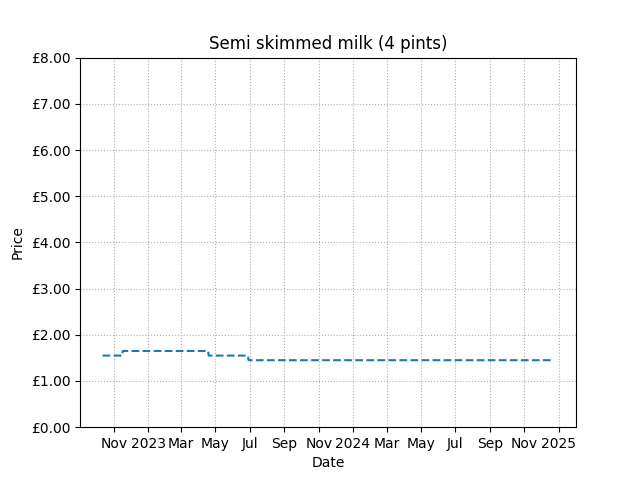 Semi skimmed milk (4 pints)
£8.00
£7.00
£6.00
£5.00
£4.00
£3.00
£2.00
£1.00
£0.00
Price
Nov 2023 Mar May Jul Sep Nov 2024 Mar May Jul Sep Nov 2025
Date